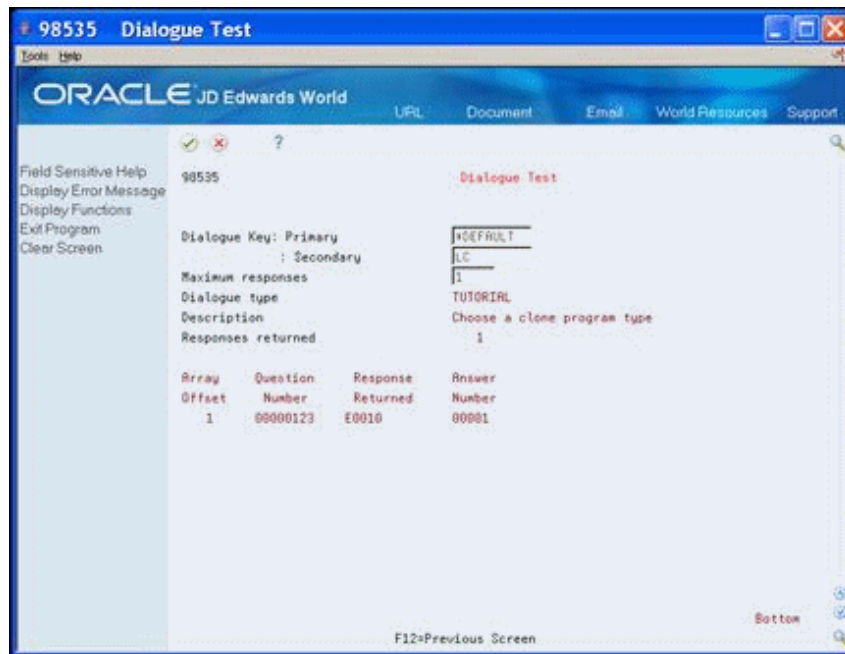 98535 Dialogue Test
Tools Help
ORACLE JD Edwards World
URL Document Email World Resources Support
?
Field Sensitive Help
Display Error Message
Display Functions
Exit Program
Clear Screen
98535 Dialogue Test
Dialogue Key: Primary *DEFAULT
: Secondary LC
Maximum responses 1
Dialogue type TUTORIAL
Description Choose a clone program type
Responses returned 1
Array Question Response Answer
Offset Number Returned Number
1 00000123 E0010 00001
Bottom
F12=Previous Screen